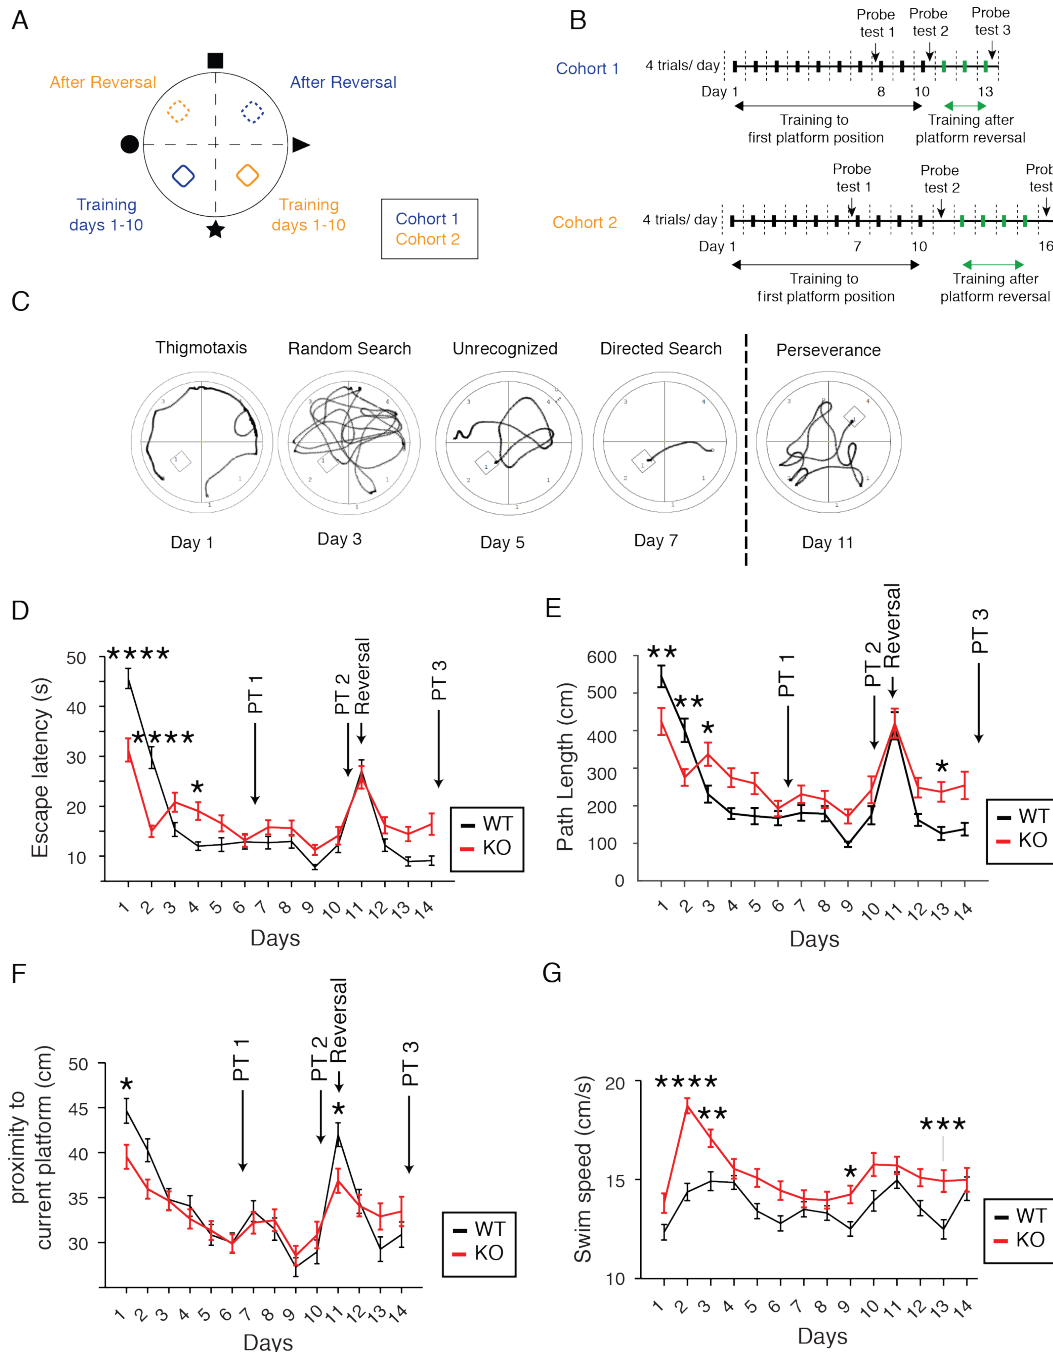 A
After Reversal
After Reversal
Training
days 1-10
Training
days 1-10
Cohort 1
Cohort 2
B
Probe
test 1
Probe
test 2
Probe
test 3
Cohort 1
4 trials/ day
Day 1
8
10
13
Training to
first platform position
Training after
platform reversal
Probe
test 1
Probe
test 2
Prob
test
Cohort 2
4 trials/ day
Day 1
7
10
16
Training to
first platform position
Training after
platform reversal
C
Thigmotaxis
Random Search
Unrecognized
Directed Search
Perseverance
Day 1
Day 3
Day 5
Day 7
Day 11
D
Escape latency (s)
50
40
30
20
10
****
****
*
PT 1
PT 2
Reversal
PT 3
WT
KO
1 2 3 4 5 6 7 8 9 10 11 12 13 14
Days
E
Path Length (cm)
600
500
400
300
200
100
0
**
**
*
*
PT 1
PT 2
Reversal
PT 3
WT
KO
1 2 3 4 5 6 7 8 9 10 11 12 13 14
Days
F
proximity to
current platform (cm)
50
45
40
35
30
*
*
PT 1
PT 2
Reversal
PT 3
WT
KO
1 2 3 4 5 6 7 8 9 10 11 12 13 14
Days
G
Swim speed (cm/s)
20
15
10
****
**
*
***
WT
KO
1 2 3 4 5 6 7 8 9 10 11 12 13 14
Days